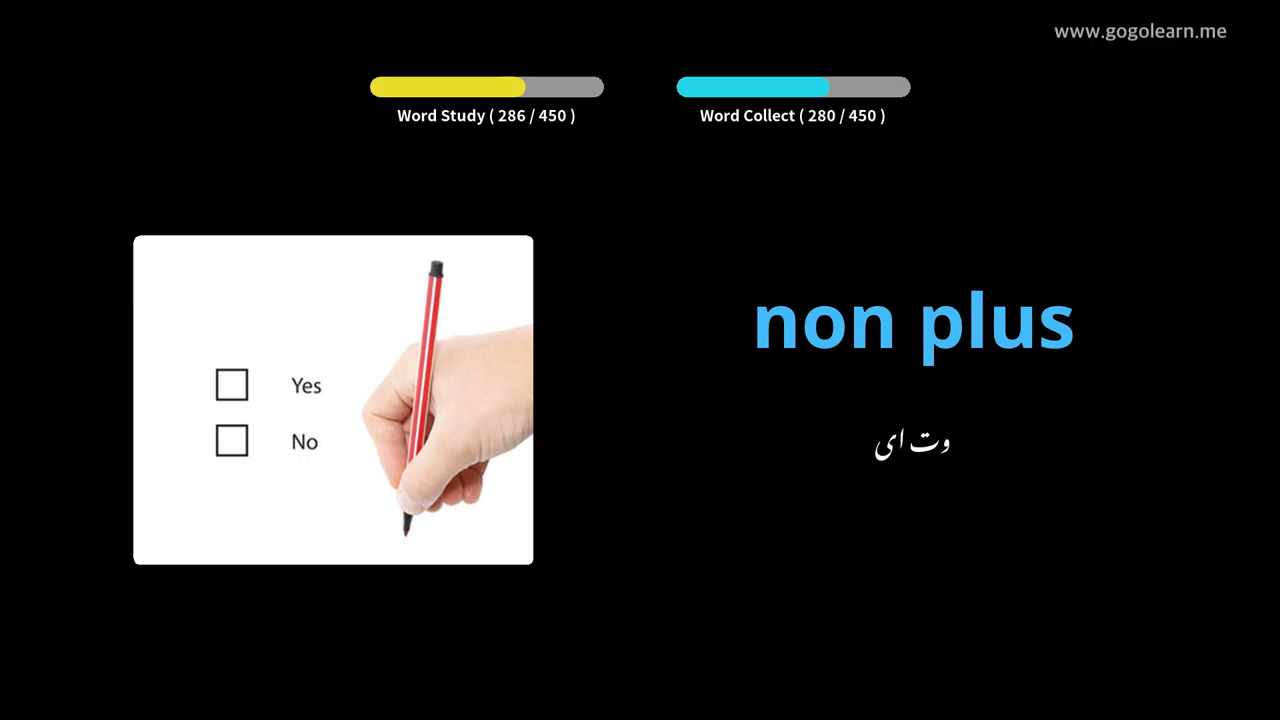 www.gogolearn.me
Word Study ( 286 / 450 )
Word Collect ( 280 / 450 )
Yes
No
non plus
وت ای